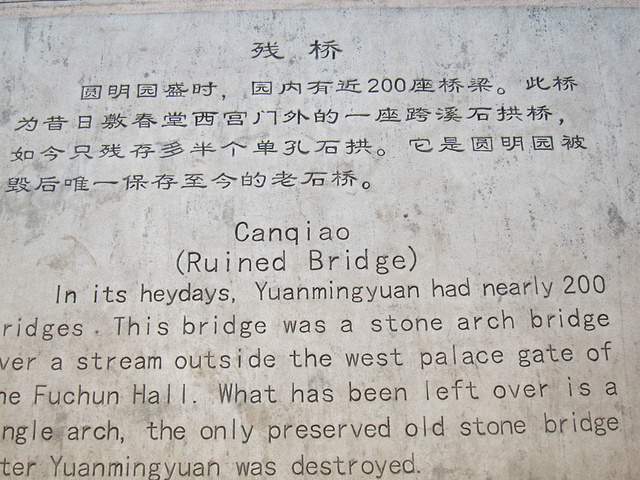 残桥
圆明园盛时，园内有近200座桥梁。此桥
为昔日敷春堂西宫门外的一座跨溪石拱桥，
如今只残存多半个单孔石拱。它是圆明园被
毁后唯一保存至今的老石桥。
Canqiao
(Ruined Bridge)
In its heydays, Yuanmingyuan had nearly 200
ridges. This bridge was a stone arch bridge
ver a stream outside the west palace gate of
he Fuchun Hall. What has been left over is a
ngle arch, the only preserved old stone bridge
ter Yuanmingyuan was destroyed.